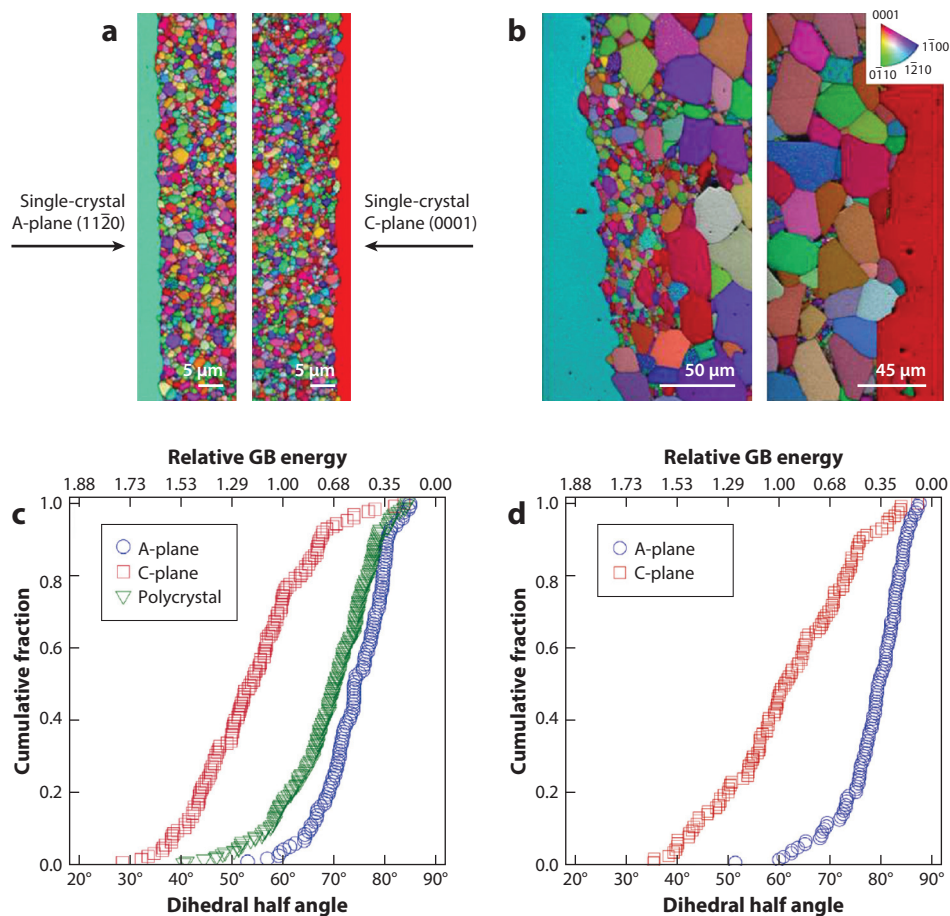 a
Single-crystal
A-plane (112̄0)
Single-crystal
C-plane (0001)
5 µm
5 µm
b
0001
11̄00
12̄10
01̄10
50 µm
45 µm
Relative GB energy
1.88 1.73 1.53 1.29 1.00 0.68 0.35 0.00
c
A-plane
C-plane
Polycrystal
Cumulative fraction
1.0
0.8
0.6
0.4
0.2
0.0
20° 30° 40° 50° 60° 70° 80° 90°
Dihedral half angle
Relative GB energy
1.88 1.73 1.53 1.29 1.00 0.68 0.35 0.00
d
A-plane
C-plane
Cumulative fraction
1.0
0.8
0.6
0.4
0.2
0.0
20° 30° 40° 50° 60° 70° 80° 90°
Dihedral half angle